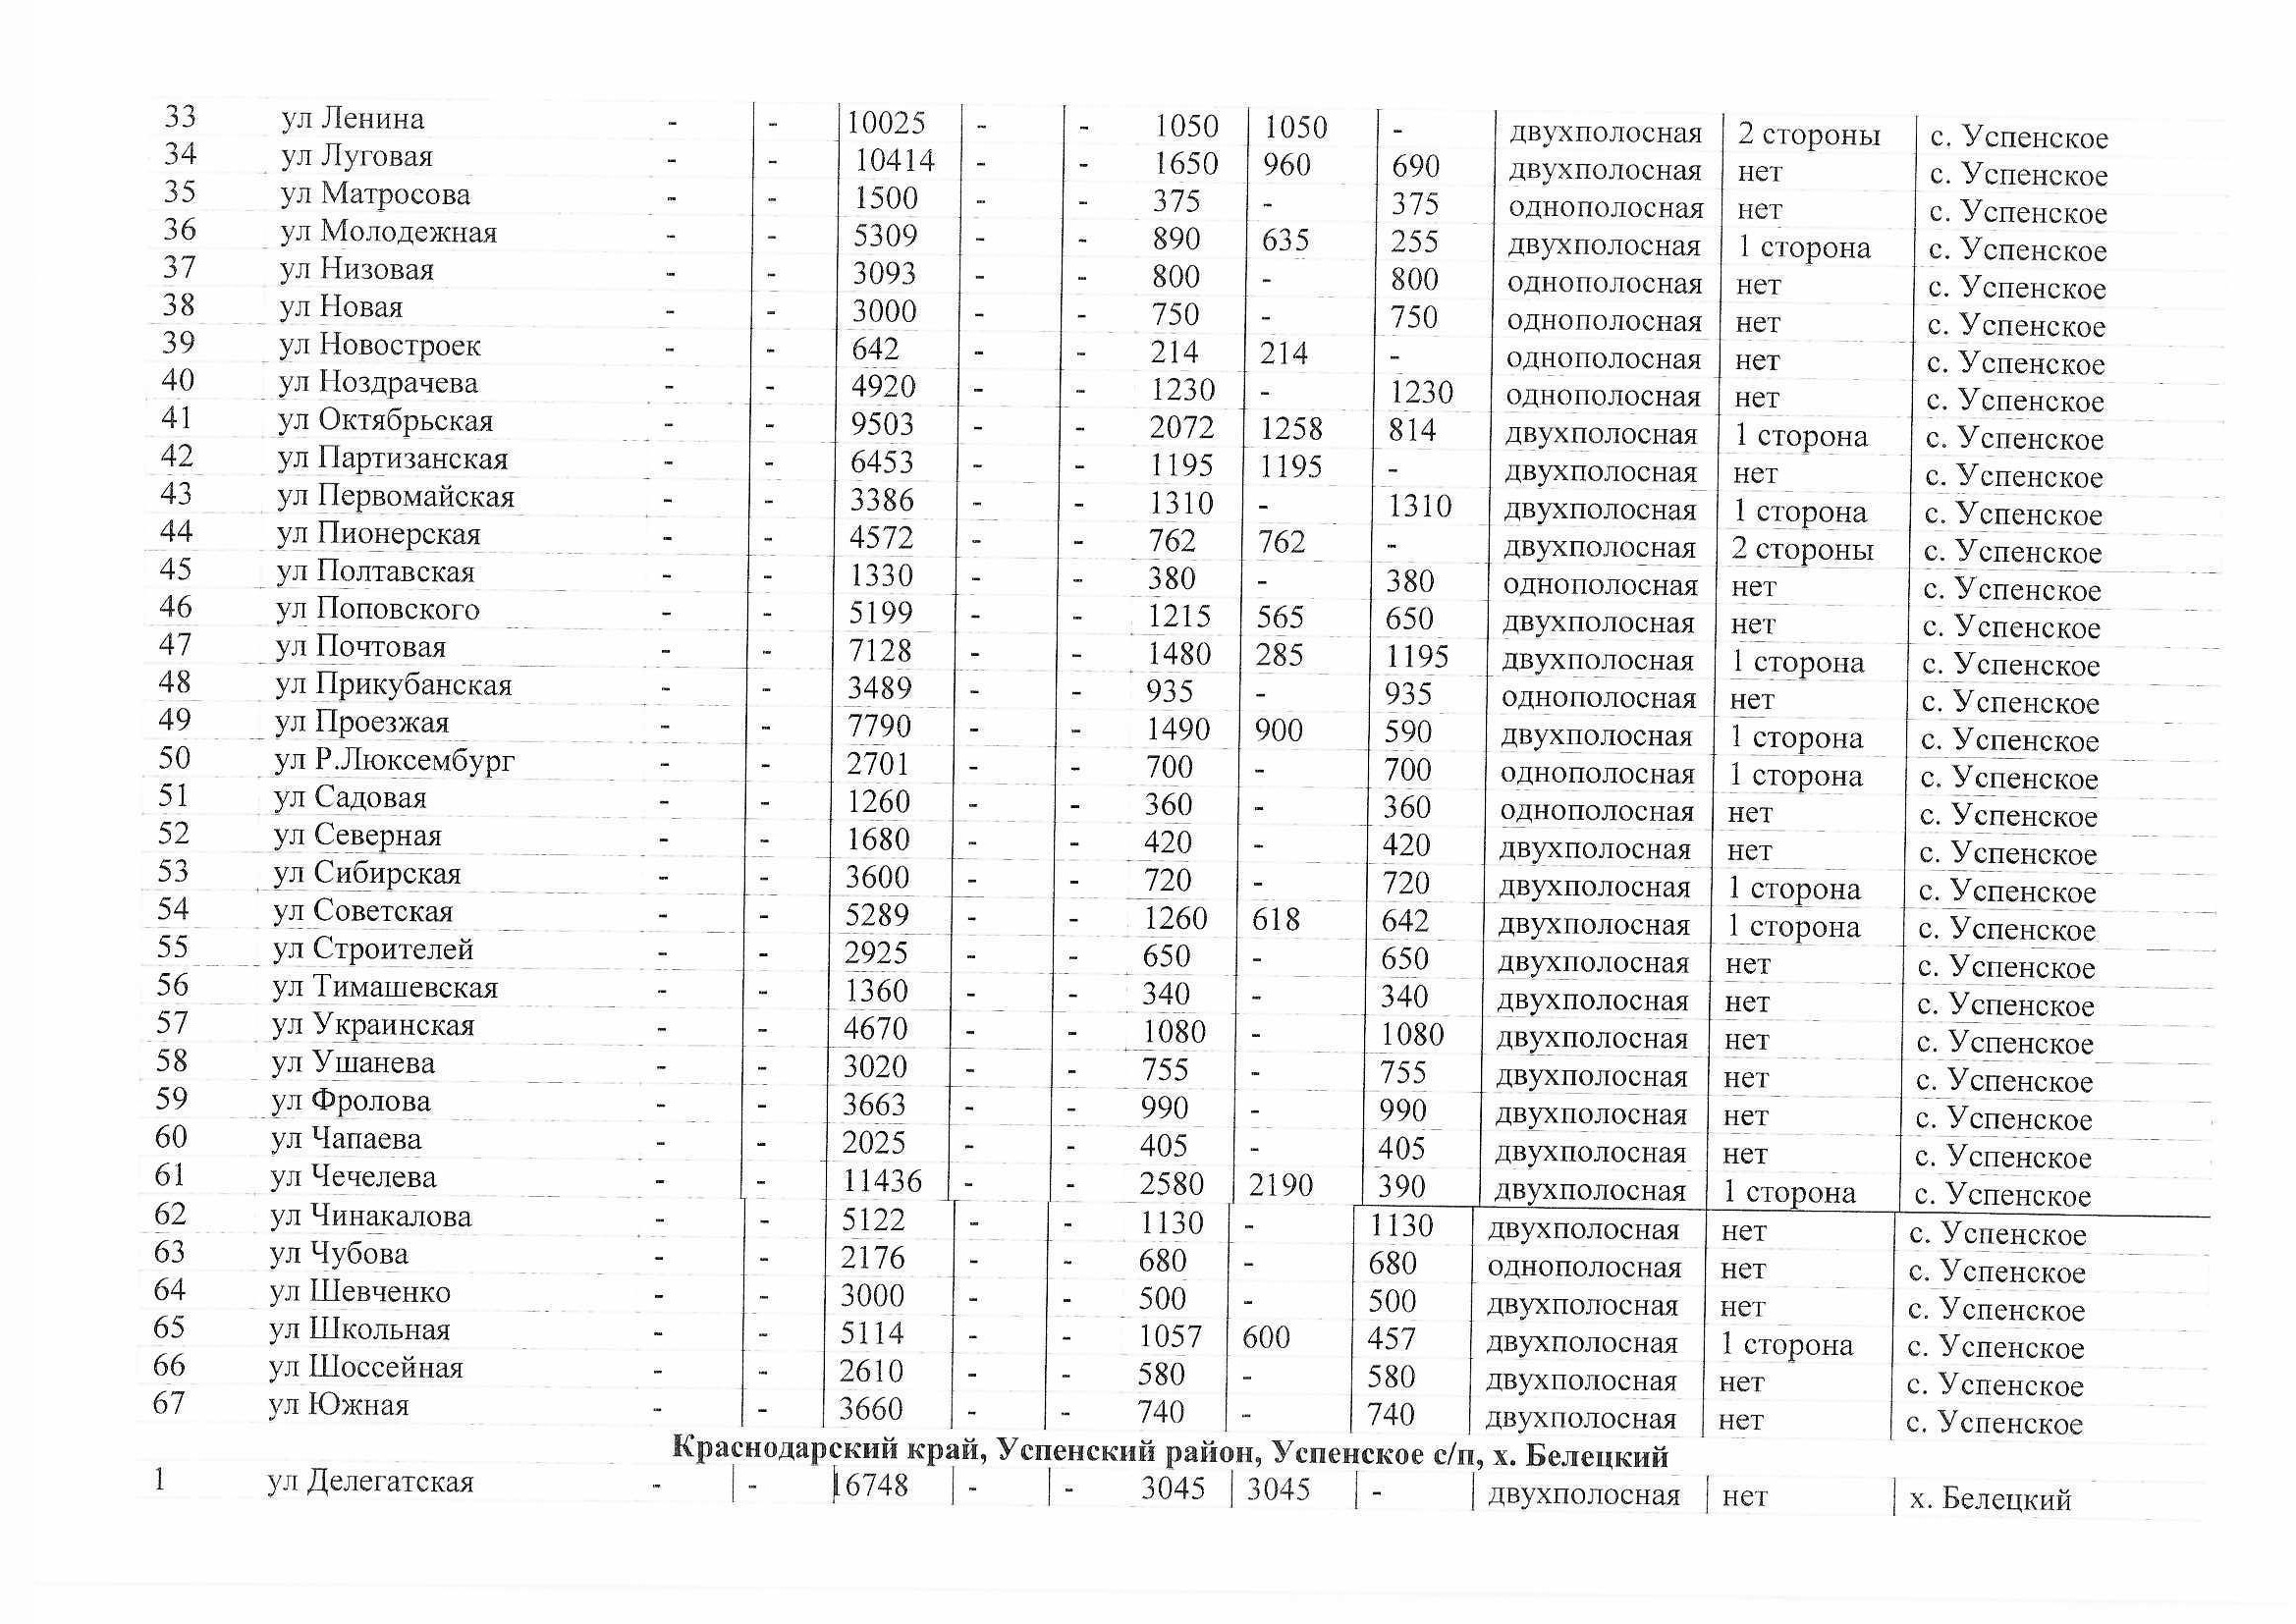 33 ул Ленина - - 10025 - - 1050 1050 - двухполосная 2 стороны с. Успенское
34 ул Луговая - - 10414 - - 1650 960 690 двухполосная нет с. Успенское
35 ул Матросова - - 1500 - - 375 - 375 однополосная нет с. Успенское
36 ул Молодежная - - 5309 - - 890 635 255 двухполосная 1 сторона с. Успенское
37 ул Низовая - - 3093 - - 800 - 800 однополосная нет с. Успенское
38 ул Новая - - 3000 - - 750 - 750 однополосная нет с. Успенское
39 ул Новостроек - - 642 - - 214 214 - однополосная нет с. Успенское
40 ул Ноздрачева - - 4920 - - 1230 - 1230 однополосная нет с. Успенское
41 ул Октябрьская - - 9503 - - 2072 1258 814 двухполосная 1 сторона с. Успенское
42 ул Партизанская - - 6453 - - 1195 1195 - двухполосная нет с. Успенское
43 ул Первомайская - - 3386 - - 1310 - 1310 двухполосная 1 сторона с. Успенское
44 ул Пионерская - - 4572 - - 762 762 - двухполосная 2 стороны с. Успенское
45 ул Полтавская - - 1330 - - 380 - 380 однополосная нет с. Успенское
46 ул Поповского - - 5199 - - 1215 565 650 двухполосная нет с. Успенское
47 ул Почтовая - - 7128 - - 1480 285 1195 двухполосная 1 сторона с. Успенское
48 ул Прикубанская - - 3489 - - 935 - 935 однополосная нет с. Успенское
49 ул Проезжая - - 7790 - - 1490 900 590 двухполосная 1 сторона с. Успенское
50 ул Р.Люксембург - - 2701 - - 700 - 700 однополосная 1 сторона с. Успенское
51 ул Садовая - - 1260 - - 360 - 360 однополосная нет с. Успенское
52 ул Северная - - 1680 - - 420 - 420 двухполосная нет с. Успенское
53 ул Сибирская - - 3600 - - 720 - 720 двухполосная 1 сторона с. Успенское
54 ул Советская - - 5289 - - 1260 618 642 двухполосная 1 сторона с. Успенское
55 ул Строителей - - 2925 - - 650 - 650 двухполосная нет с. Успенское
56 ул Тимашевская - - 1360 - - 340 - 340 двухполосная нет с. Успенское
57 ул Украинская - - 4670 - - 1080 - 1080 двухполосная нет с. Успенское
58 ул Ушанева - - 3020 - - 755 - 755 двухполосная нет с. Успенское
59 ул Фролова - - 3663 - - 990 - 990 двухполосная нет с. Успенское
60 ул Чапаева - - 2025 - - 405 - 405 двухполосная нет с. Успенское
61 ул Чечелева - - 11436 - - 2580 2190 390 двухполосная 1 сторона с. Успенское
62 ул Чинакалова - - 5122 - - 1130 - 1130 двухполосная нет с. Успенское
63 ул Чубова - - 2176 - - 680 - 680 однополосная нет с. Успенское
64 ул Шевченко - - 3000 - - 500 - 500 двухполосная нет с. Успенское
65 ул Школьная - - 5114 - - 1057 600 457 двухполосная 1 сторона с. Успенское
66 ул Шоссейная - - 2610 - - 580 - 580 двухполосная нет с. Успенское
67 ул Южная - - 3660 - - 740 - 740 двухполосная нет с. Успенское
Краснодарский край, Успенский район, Успенское с/п, х. Белецкий
1 ул Делегатская - - 16748 - - 3045 3045 - двухполосная нет х. Белецкий